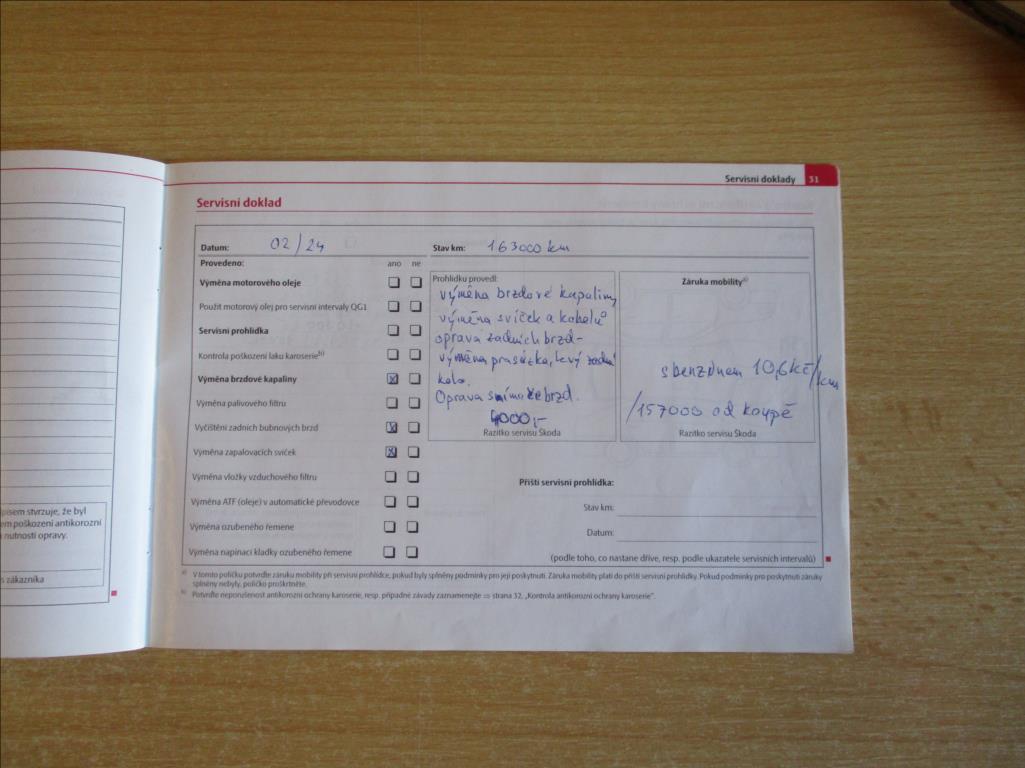 Servisní doklady 31
Servisní doklad
Datum: 02/24 Stav km: 163000 km
Provedeno: ano ne
Výměna motorového oleje
Použit motorový olej pro servisní intervaly QG1
Servisní prohlídka
Kontrola poškození laku karoserie b)
Výměna brzdové kapaliny x
Výměna palivového filtru
Vyčištění zadních bubnových brzd x
Výměna zapalovacích svíček x
Výměna vložky vzduchového filtru
Výměna ATF (oleje) v automatické převodovce
Výměna ozubeného řemene
Výměna napínací kladky ozubeného řemene
Prohlídku provedl:
výměna brzdové kapaliny
výměna svíček a kabelů
oprava zadních brzd-
výměna prasátka, levý zadní
kolo.
Oprava snímače brzd.
4000,-
Razítko servisu Škoda
Záruka mobility a)
s benzínem 10,6 kč/km
/157000 od koupě
Razítko servisu Škoda
Příští servisní prohlídka:
Stav km:
Datum:
(podle toho, co nastane dříve, resp. podle ukazatele servisních intervalů)
a) V tomto políčku potvrďte záruku mobility při servisní prohlídce, pokud byly splněny podmínky pro její poskytnutí. Záruka mobility platí do příští servisní prohlídky. Pokud podmínky pro poskytnutí záruky
splněny nebyly, políčko proškrtněte.
b) Potvrďte neporušenost antikorozní ochrany karoserie, resp. případné závady zaznamenejte ⇒ strana 32, „Kontrola antikorozní ochrany karoserie“.
stvrzuje, že byl
poškození antikorozní
nutnosti opravy.
zákazníka